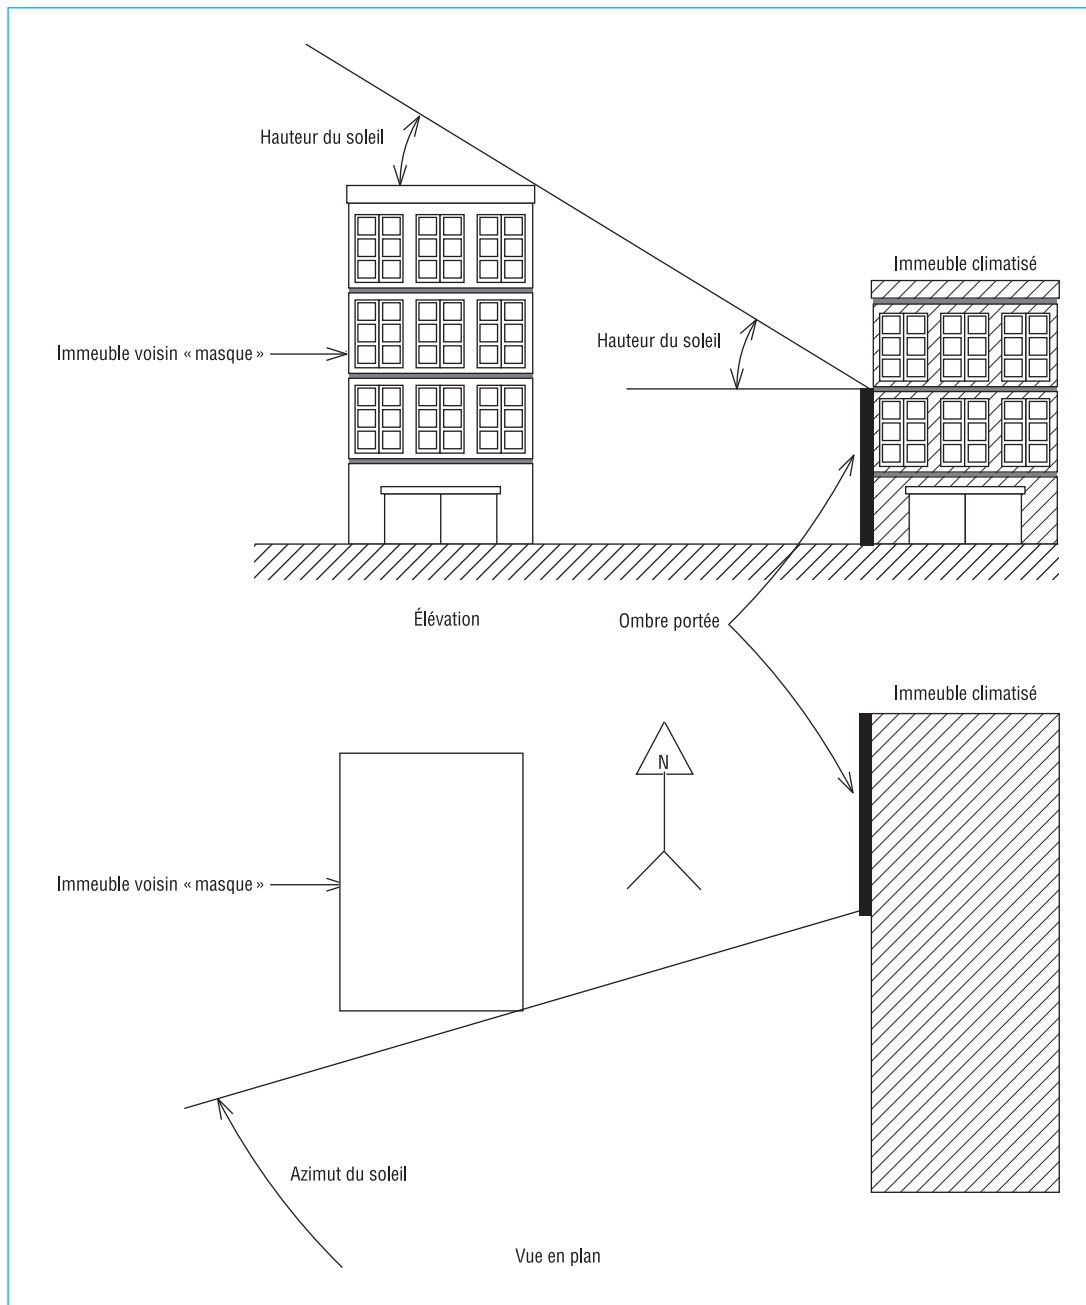 Hauteur du soleil
Immeuble climatisé
Hauteur du soleil
Immeuble voisin « masque »
Élévation
Ombre portée
Immeuble climatisé
N
Immeuble voisin « masque »
Azimut du soleil
Vue en plan